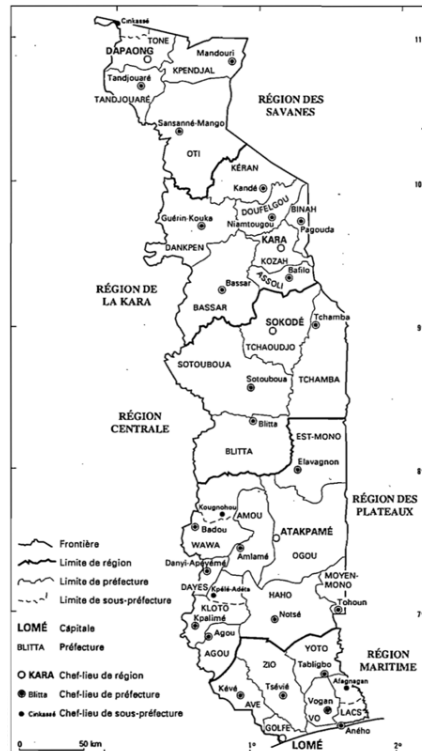 Cinkassé
TONE
DAPAONG
Mandouri
KPENDJAL
Tandjouaré
TANDJOUARÉ
RÉGION DES
SAVANES
Sansanné-Mango
OTI
KÉRAN
10
Kandé
DOUFELGOU
BINAH
Guérin-Kouka
Niamtougou
Pagouda
KARA
DANKPEN
KOZAH
ASSOLI
Bafilo
RÉGION DE
LA KARA
Bassar
BASSAR
SOKODÉ
Tchamba
TCHAOUDJO
SOTOUBOUA
TCHAMBA
Sotouboua
RÉGION
CENTRALE
Blitta
EST-MONO
BLITTA
Elavagnon
Kougnohou
AMOU
RÉGION DES
PLATEAUX
Badou
ATAKPAMÉ
WAWA
Amlamé
OGOU
Danyi-Apéyémé
DAYES
Kpélé-Adéta
HAHO
MOYEN-
MONO
KLOTO
Tohoun
Kpalimé
Notsé
Agou
AGOU
YOTO
ZIO
Tabligbo
RÉGION
MARITIME
Afagnagan
Kévé
Tsévié
Vogan
AVE
VO
LACS
GOLFE
Aného
LOMÉ
Frontière
Limite de région
Limite de préfecture
Limite de sous-préfecture
LOMÉ Capitale
BLITTA Préfecture
KARA Chef-lieu de région
Blitta Chef-lieu de préfecture
Cinkassé Chef-lieu de sous-préfecture
0 50 km
1°